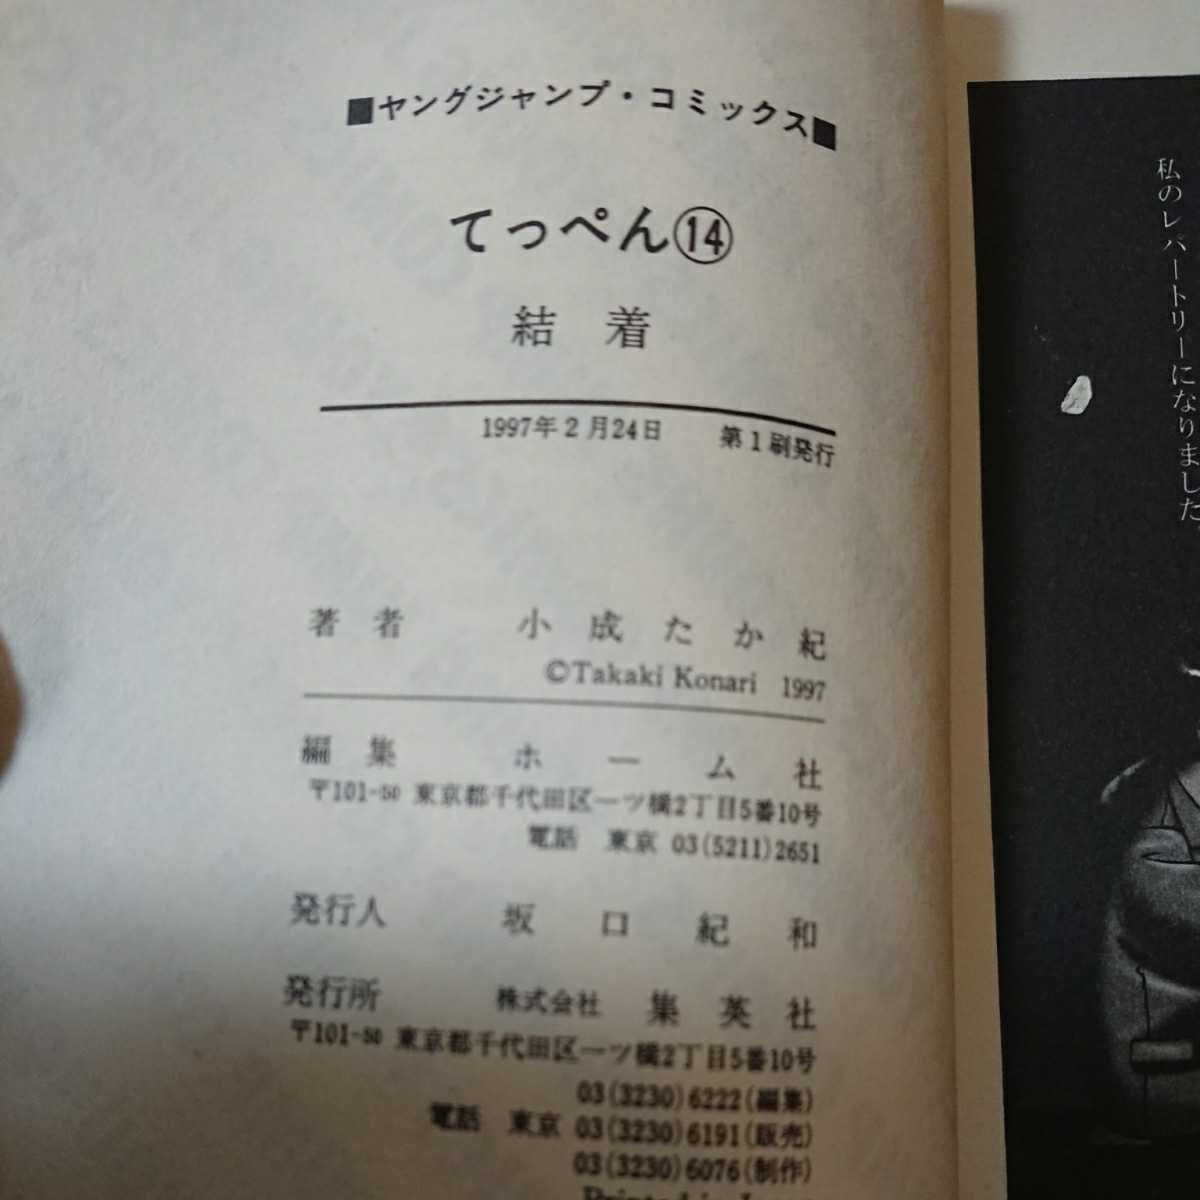 ■ヤングジャンプ・コミックス■
てっぺん⑭
結着
1997年2月24日 第1刷発行
著者 小成たか紀
©Takaki Konari 1997
編集 ホーム社
〒101-50 東京都千代田区一ツ橋2丁目5番10号
電話 東京 03(5211)2651
発行人 坂口紀和
発行所 株式会社 集英社
〒101-50 東京都千代田区一ツ橋2丁目5番10号
03(3230)6222(編集)
電話 東京 03(3230)6191(販売)
03(3230)6076(制作)
Printed in
私のレパートリーになりました